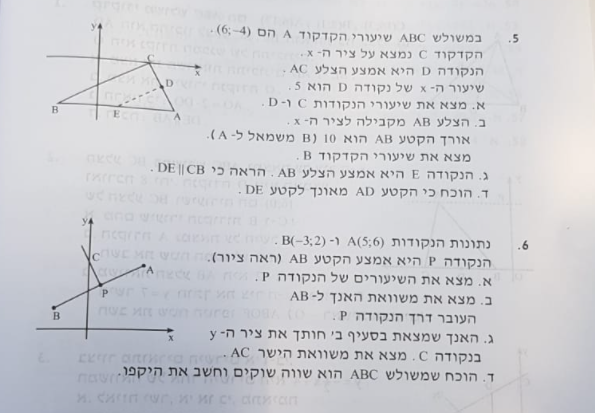 5. במשולש ABC שיעורי הקדקוד A הם (6;-4).
הקדקוד C נמצא על ציר ה- x.
הנקודה D היא אמצע הצלע AC.
שיעור ה- x של נקודה D הוא 5.
א. מצא את שיעורי הנקודות C ו- D.
ב. הצלע AB מקבילה לציר ה- x.
אורך הקטע AB הוא 10 (B משמאל ל- A).
מצא את שיעורי הקדקוד B.
ג. הנקודה E היא אמצע הצלע AB. הראה כי DE || CB.
ד. הוכח כי הקטע AD מאונך לקטע DE.
y
C
x
D
B
E
A
6. נתונות הנקודות A(5;6) ו- B(-3;2).
הנקודה P היא אמצע הקטע AB (ראה ציור).
א. מצא את השיעורים של הנקודה P.
ב. מצא את משוואת האנך ל- AB
העובר דרך הנקודה P.
ג. האנך שמצאת בסעיף ב' חותך את ציר ה- y
בנקודה C. מצא את משוואת הישר AC.
ד. הוכח שמשולש ABC הוא שווה שוקיים וחשב את היקפו.
y
C
A
P
B
x